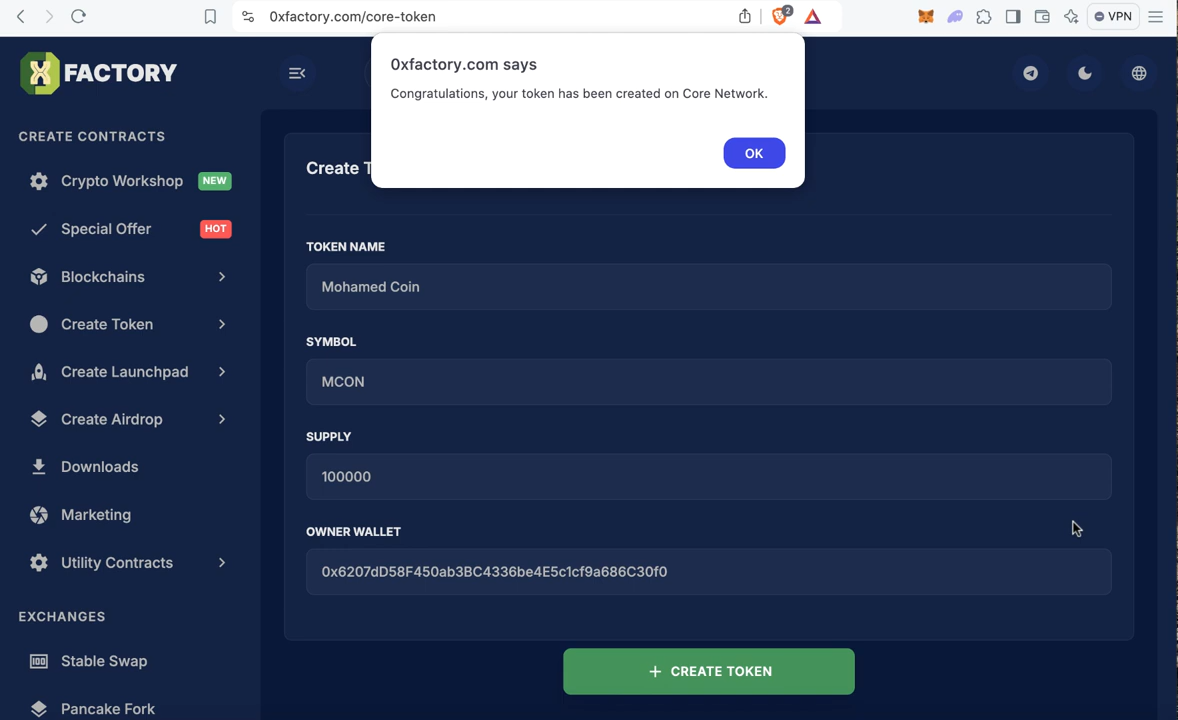 0xfactory.com/core-token
2
VPN
0xfactory.com says
Congratulations, your token has been created on Core Network.
OK
X FACTORY
CREATE CONTRACTS
Crypto Workshop NEW
Special Offer HOT
Blockchains
Create Token
Create Launchpad
Create Airdrop
Downloads
Marketing
Utility Contracts
EXCHANGES
Stable Swap
Pancake Fork
Create T
TOKEN NAME
Mohamed Coin
SYMBOL
MCON
SUPPLY
100000
OWNER WALLET
0x6207dD58F450ab3BC4336be4E5c1cf9a686C30f0
+ CREATE TOKEN